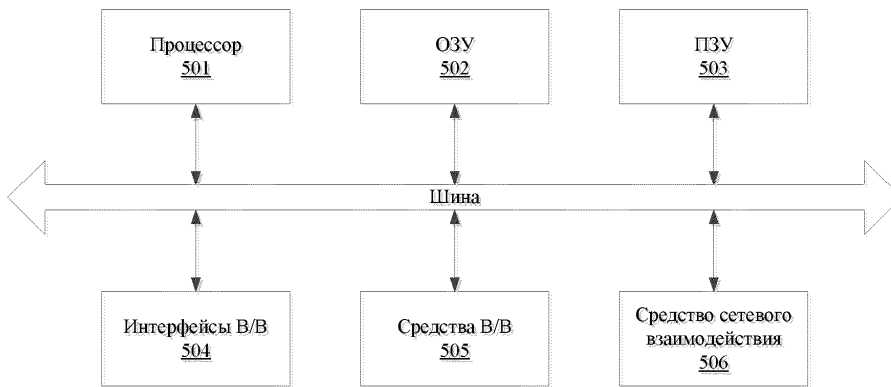 Процессор
501
ОЗУ
502
ПЗУ
503
Шина
Интерфейсы В/В
504
Средства В/В
505
Средство сетевого
взаимодействия
506